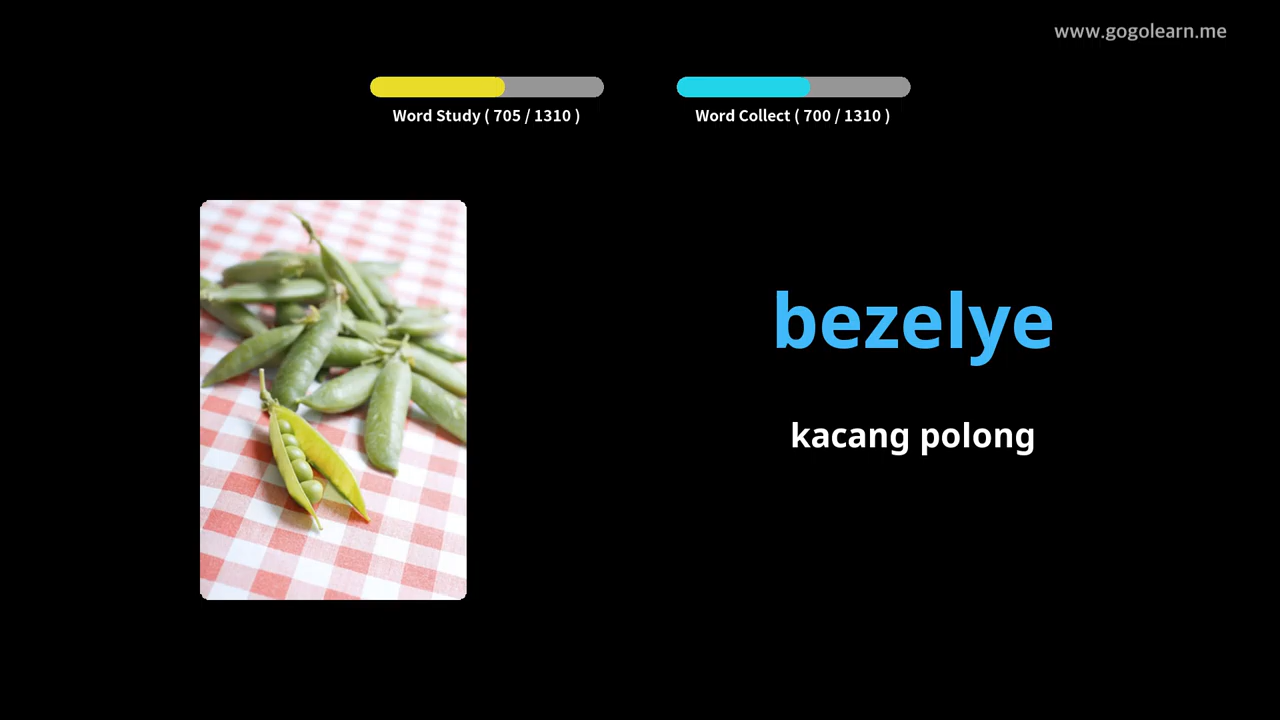 www.gogolearn.me
Word Study ( 705 / 1310 )
Word Collect ( 700 / 1310 )
bezelye
kacang polong